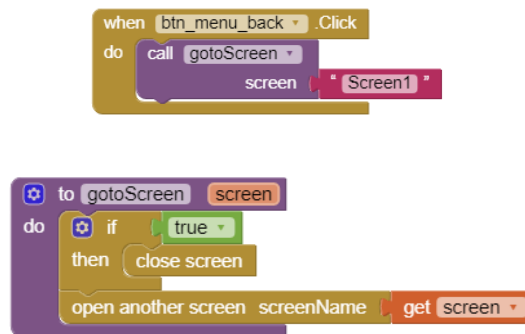 when btn_menu_back .Click
do call gotoScreen
screen " Screen1 "
to gotoScreen screen
do if true
then close screen
open another screen screenName get screen